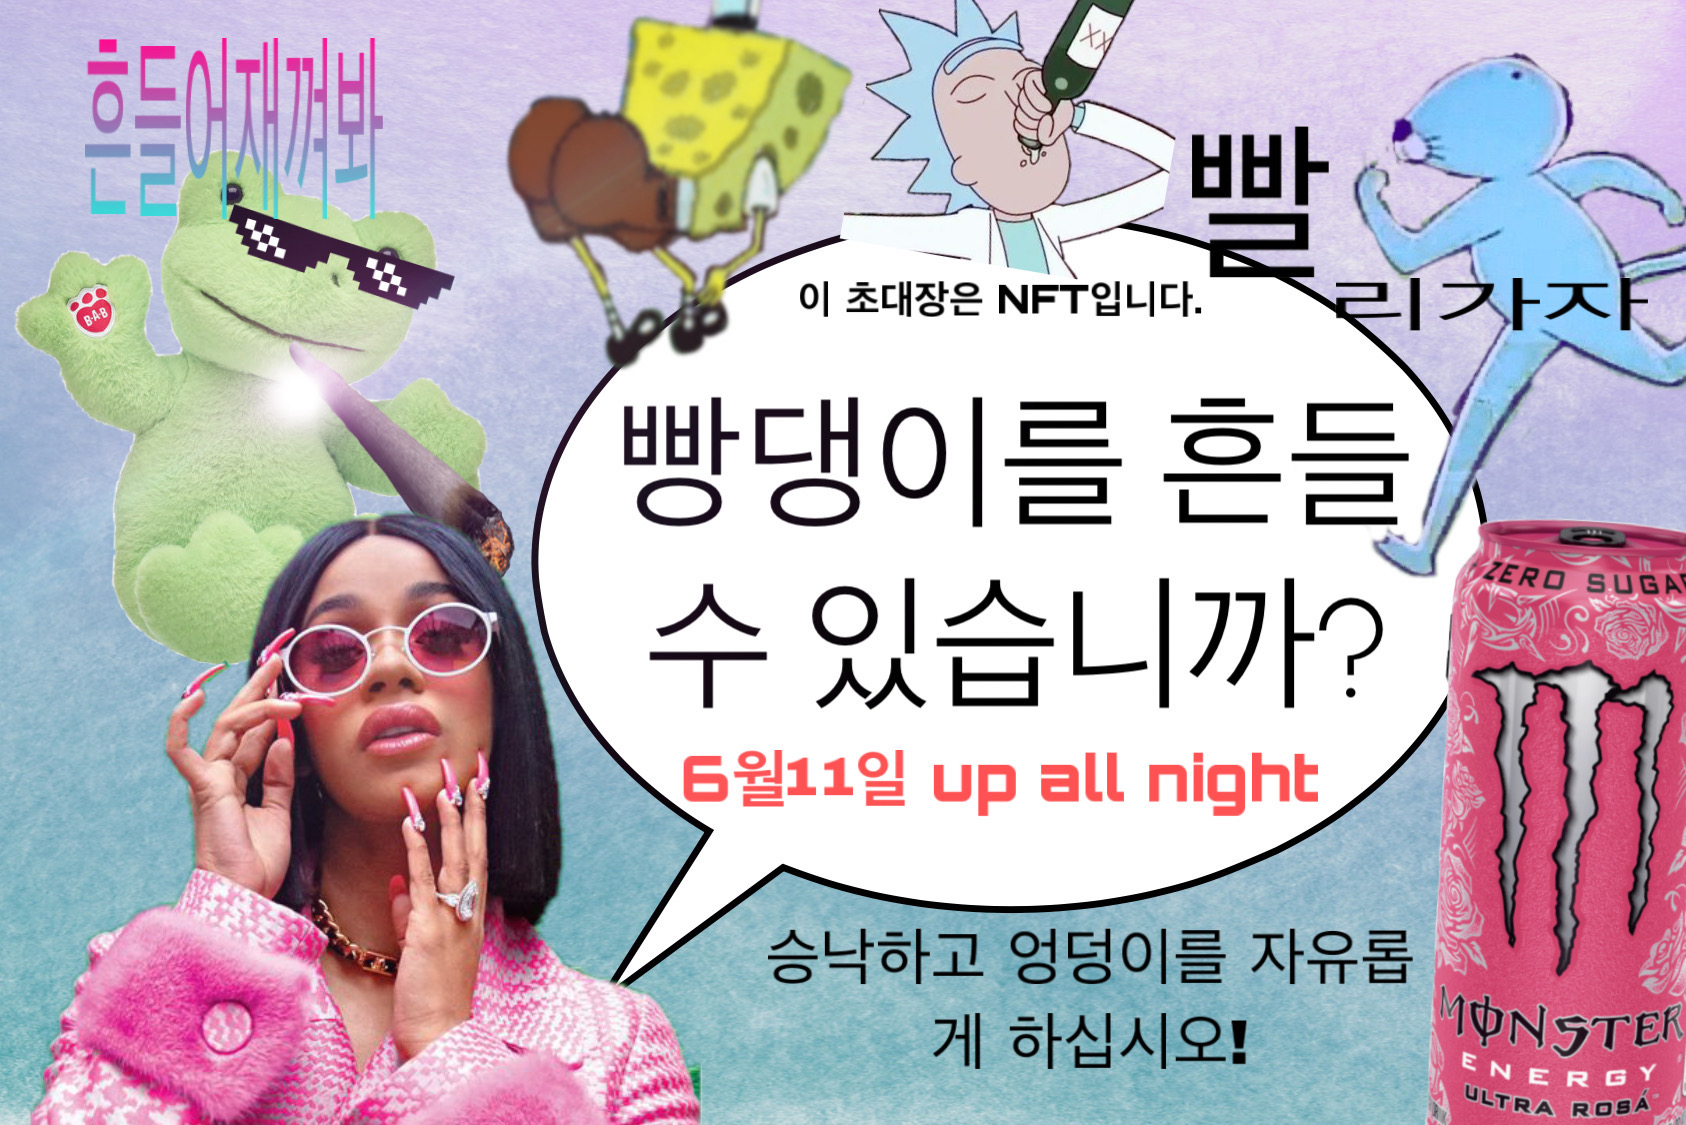 흔들어재껴봐
XX
빨
리가자
이 초대장은 NFT입니다.
빵댕이를 흔들
수 있습니까?
6월11일 up all night
승낙하고 엉덩이를 자유롭
게 하십시오!
B·A·B
ZERO SUGA
MONSTER
ENERGY
ULTRA ROSÁ